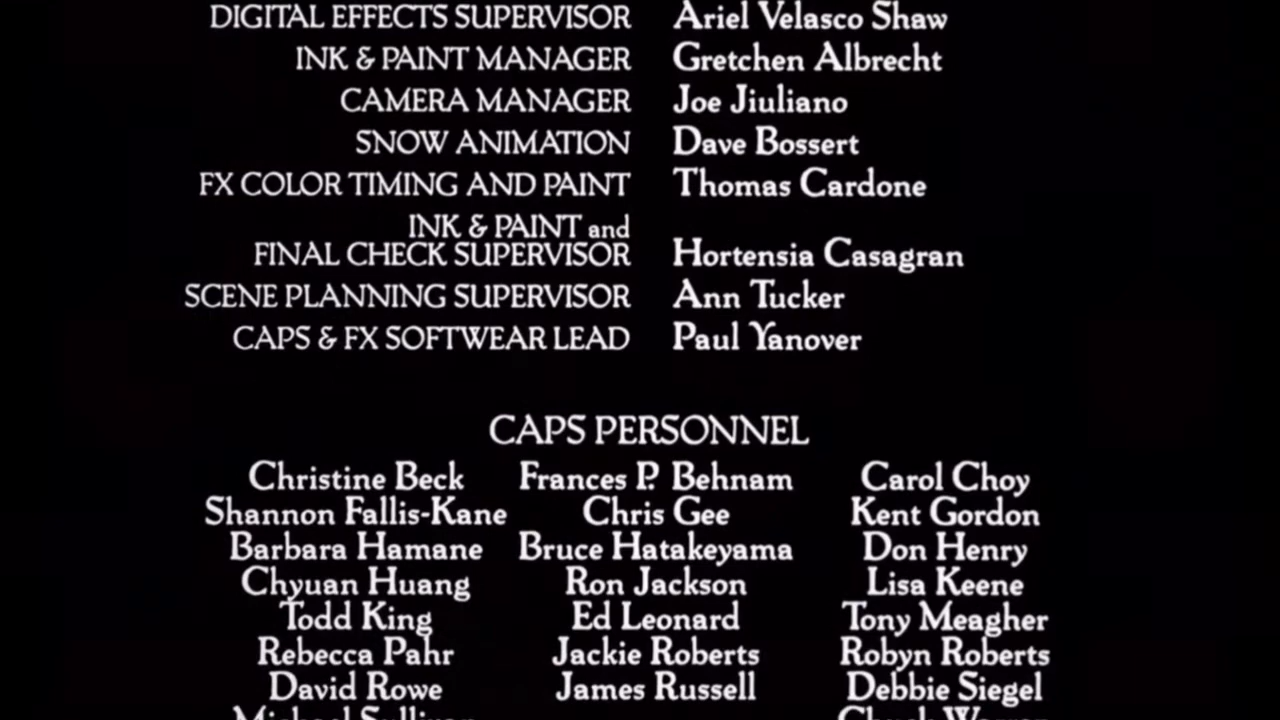 DIGITAL EFFECTS SUPERVISOR Ariel Velasco Shaw
INK & PAINT MANAGER Gretchen Albrecht
CAMERA MANAGER Joe Jiuliano
SNOW ANIMATION Dave Bossert
FX COLOR TIMING AND PAINT Thomas Cardone
INK & PAINT and
FINAL CHECK SUPERVISOR Hortensia Casagran
SCENE PLANNING SUPERVISOR Ann Tucker
CAPS & FX SOFTWEAR LEAD Paul Yanover
CAPS PERSONNEL
Christine Beck Frances P. Behnam Carol Choy
Shannon Fallis-Kane Chris Gee Kent Gordon
Barbara Hamane Bruce Hatakeyama Don Henry
Chyuan Huang Ron Jackson Lisa Keene
Todd King Ed Leonard Tony Meagher
Rebecca Pahr Jackie Roberts Robyn Roberts
David Rowe James Russell Debbie Siegel
Michael Sullivan Chuck Warren